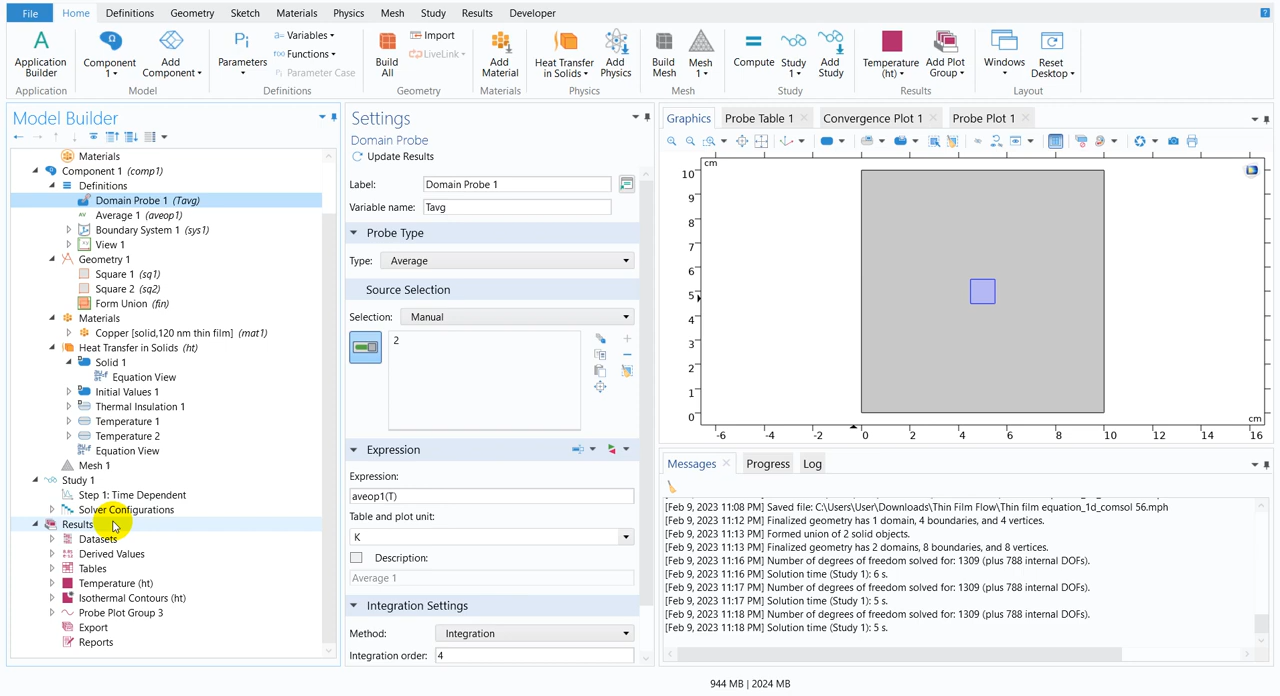 File Home Definitions Geometry Sketch Materials Physics Mesh Study Results Developer
A Application Builder
Component 1
Add Component
Pi Parameters
a= Variables
f(x) Functions
Pi Parameter Case
Build All
Import
LiveLink
Add Material
Heat Transfer in Solids
Add Physics
Build Mesh
Mesh 1
Compute
Study 1
Add Study
Temperature (ht)
Add Plot Group
Windows
Reset Desktop
Application Model Definitions Geometry Materials Physics Mesh Study Results Layout
Model Builder
Materials
Component 1 (comp1)
Definitions
Domain Probe 1 (Tavg)
AV Average 1 (aveop1)
Boundary System 1 (sys1)
View 1
Geometry 1
Square 1 (sq1)
Square 2 (sq2)
Form Union (fin)
Materials
Copper [solid,120 nm thin film] (mat1)
Heat Transfer in Solids (ht)
Solid 1
Equation View
Initial Values 1
Thermal Insulation 1
Temperature 1
Temperature 2
Equation View
Mesh 1
Study 1
Step 1: Time Dependent
Solver Configurations
Results
Datasets
Derived Values
Tables
Temperature (ht)
Isothermal Contours (ht)
Probe Plot Group 3
Export
Reports
Settings
Domain Probe
Update Results
Label: Domain Probe 1
Variable name: Tavg
Probe Type
Type: Average
Source Selection
Selection: Manual
2
Expression
Expression:
aveop1(T)
Table and plot unit:
K
Description:
Average 1
Integration Settings
Method: Integration
Integration order: 4
Graphics Probe Table 1 Convergence Plot 1 Probe Plot 1
cm
10
9
8
7
6
5
4
3
2
1
0
cm
-6 -4 -2 0 2 4 6 8 10 12 14 16
Messages Progress Log
[Feb 9, 2023 11:08 PM] Saved file: C:\Users\User\Downloads\Thin Film Flow\Thin film equation_1d_comsol 56.mph
[Feb 9, 2023 11:12 PM] Finalized geometry has 1 domain, 4 boundaries, and 4 vertices.
[Feb 9, 2023 11:13 PM] Formed union of 2 solid objects.
[Feb 9, 2023 11:13 PM] Finalized geometry has 2 domains, 8 boundaries, and 8 vertices.
[Feb 9, 2023 11:16 PM] Number of degrees of freedom solved for: 1309 (plus 788 internal DOFs).
[Feb 9, 2023 11:16 PM] Solution time (Study 1): 6 s.
[Feb 9, 2023 11:17 PM] Number of degrees of freedom solved for: 1309 (plus 788 internal DOFs).
[Feb 9, 2023 11:17 PM] Solution time (Study 1): 5 s.
[Feb 9, 2023 11:18 PM] Number of degrees of freedom solved for: 1309 (plus 788 internal DOFs).
[Feb 9, 2023 11:18 PM] Solution time (Study 1): 5 s.
944 MB | 2024 MB